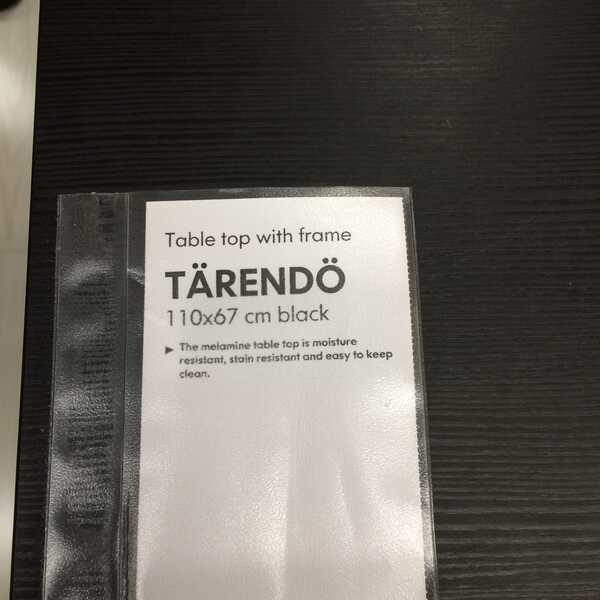 Table top with frame
TÄRENDÖ
110x67 cm black
► The melamine table top is moisture
resistant, stain resistant and easy to keep
clean.